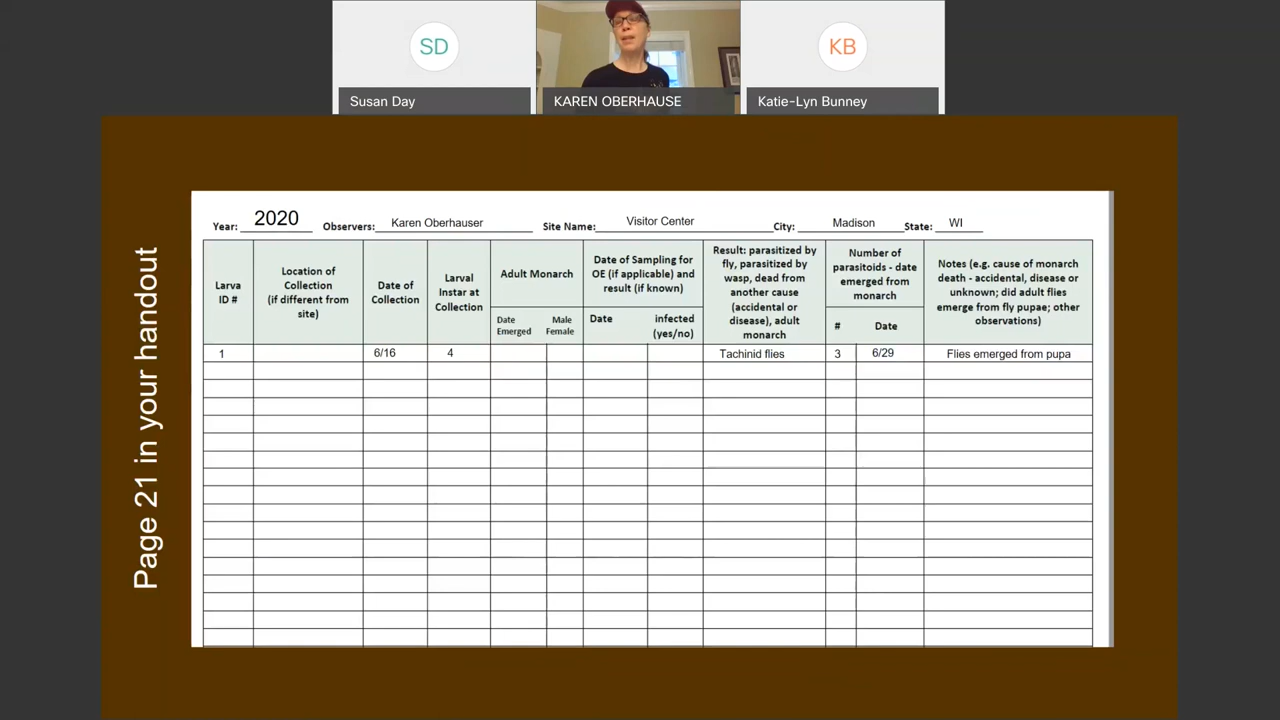 SD
KB
Susan Day
KAREN OBERHAUSE
Katie-Lyn Bunney
Page 21 in your handout
Year: 2020 Observers: Karen Oberhauser Site Name: Visitor Center City: Madison State: WI
Larva
ID #
Location of
Collection
(if different from
site)
Date of
Collection
Larval
Instar at
Collection
Adult Monarch
Date
Emerged
Male
Female
Date of Sampling for
OE (if applicable) and
result (if known)
Date
infected
(yes/no)
Result: parasitized by
fly, parasitized by
wasp, dead from
another cause
(accidental or
disease), adult
monarch
Number of
parasitoids - date
emerged from
monarch
#
Date
Notes (e.g. cause of monarch
death - accidental, disease or
unknown; did adult flies
emerge from fly pupae; other
observations)
1 6/16 4 Tachinid flies 3 6/29 Flies emerged from pupa